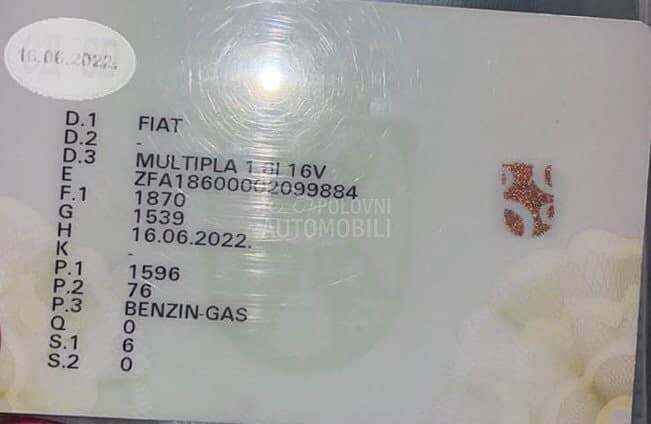 16.06.2022.
D.1 FIAT
D.2 -
D.3 MULTIPLA 1.6I 16V
E ZFA18600002099884
F.1 1870
G 1539
H 16.06.2022.
K -
P.1 1596
P.2 76
P.3 BENZIN-GAS
Q 0
S.1 6
S.2 0
POLOVNI
AUTOMOBILI